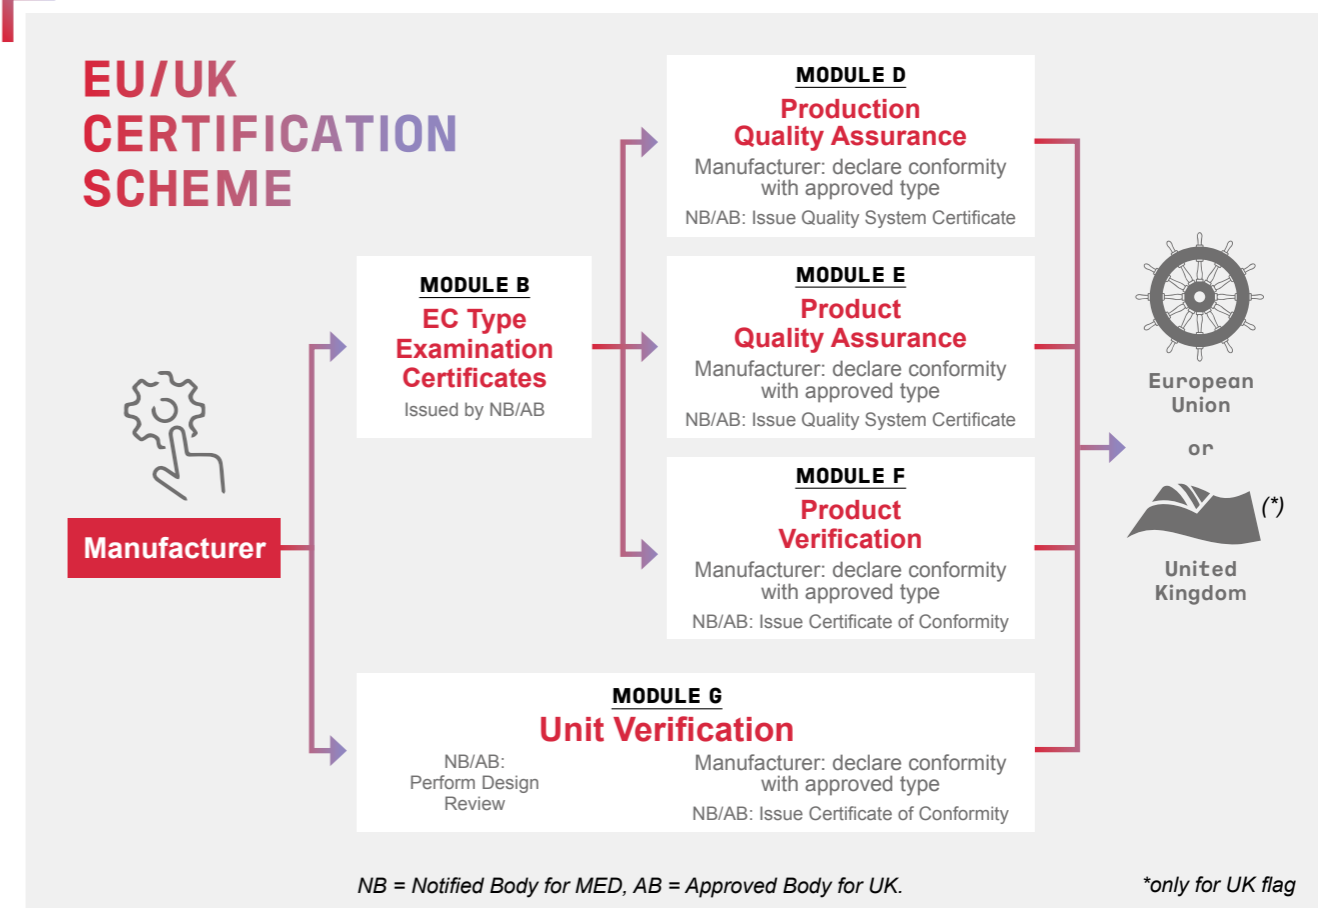 EU/UK
CERTIFICATION
SCHEME
Manufacturer
MODULE B
EC Type
Examination
Certificates
Issued by NB/AB
MODULE D
Production
Quality Assurance
Manufacturer: declare conformity
with approved type
NB/AB: Issue Quality System Certificate
MODULE E
Product
Quality Assurance
Manufacturer: declare conformity
with approved type
NB/AB: Issue Quality System Certificate
MODULE F
Product
Verification
Manufacturer: declare conformity
with approved type
NB/AB: Issue Certificate of Conformity
MODULE G
Unit Verification
NB/AB:
Perform Design
Review
Manufacturer: declare conformity
with approved type
NB/AB: Issue Certificate of Conformity
European
Union
or
(*)
United
Kingdom
NB = Notified Body for MED, AB = Approved Body for UK.
*only for UK flag